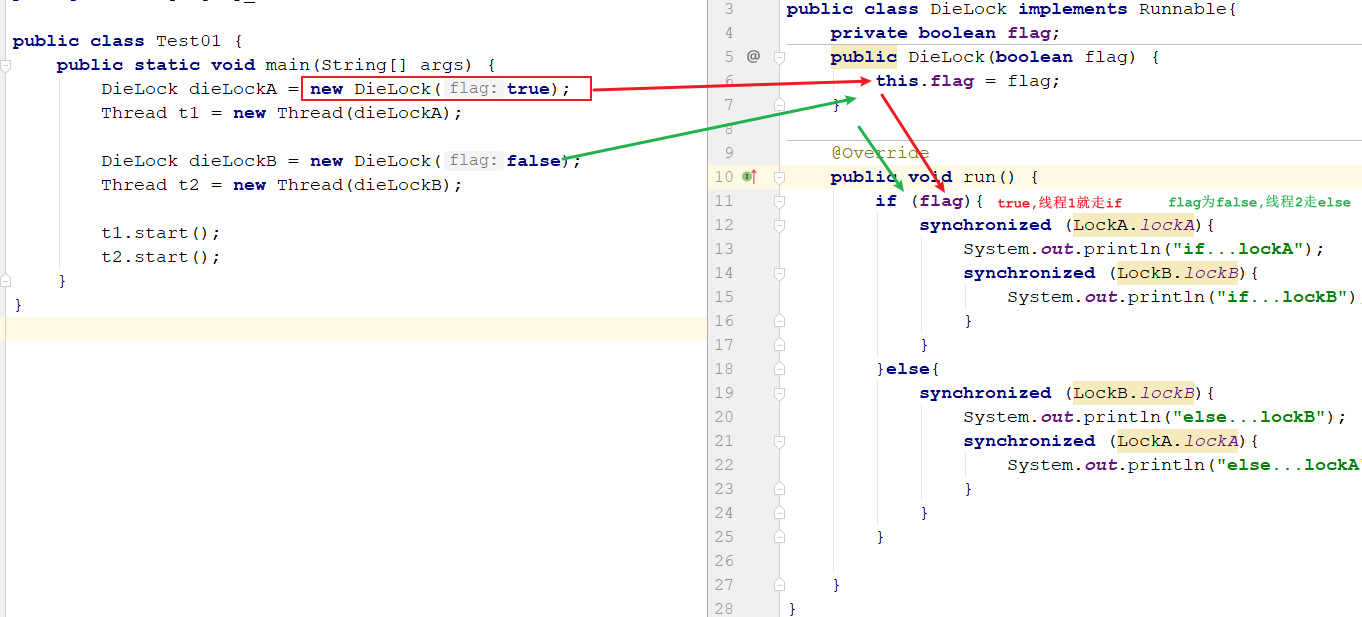 public class Test01 {
public static void main(String[] args) {
DieLock dieLockA = new DieLock( flag: true);
Thread t1 = new Thread(dieLockA);
DieLock dieLockB = new DieLock( flag: false);
Thread t2 = new Thread(dieLockB);
t1.start();
t2.start();
}
}
3 public class DieLock implements Runnable{
4 private boolean flag;
5 @ public DieLock(boolean flag) {
6 this.flag = flag;
7 }
8
9 @Override
10 public void run() {
11 if (flag){ true,线程1就走if flag为false,线程2走else
12 synchronized (LockA.lockA){
13 System.out.println("if...lockA");
14 synchronized (LockB.lockB){
15 System.out.println("if...lockB")
16 }
17 }
18 }else{
19 synchronized (LockB.lockB){
20 System.out.println("else...lockB");
21 synchronized (LockA.lockA){
22 System.out.println("else...lockA
23 }
24 }
25 }
26
27 }
28 }